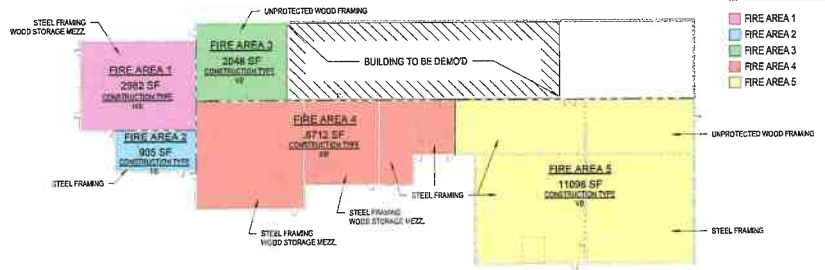 UNPROTECTED WOOD FRAMING
STEEL FRAMING
WOOD STORAGE MEZZ.
FIRE AREA 1
FIRE AREA 2
FIRE AREA 3
FIRE AREA 4
FIRE AREA 5
FIRE AREA 3
2048 SF
CONSTRUCTION TYPE
VB
BUILDING TO BE DEMO'D
FIRE AREA 1
2982 SF
CONSTRUCTION TYPE
FIRE AREA 4
6712 SF
CONSTRUCTION TYPE
FIRE AREA 2
905 SF
CONSTRUCTION TYPE
UNPROTECTED WOOD FRAMING
STEEL FRAMING
FIRE AREA 5
11096 SF
CONSTRUCTION TYPE
VB
STEEL FRAMING
STEEL FRAMING
WOOD STORAGE MEZZ.
STEEL FRAMING
WOOD STORAGE MEZZ.
STEEL FRAMING